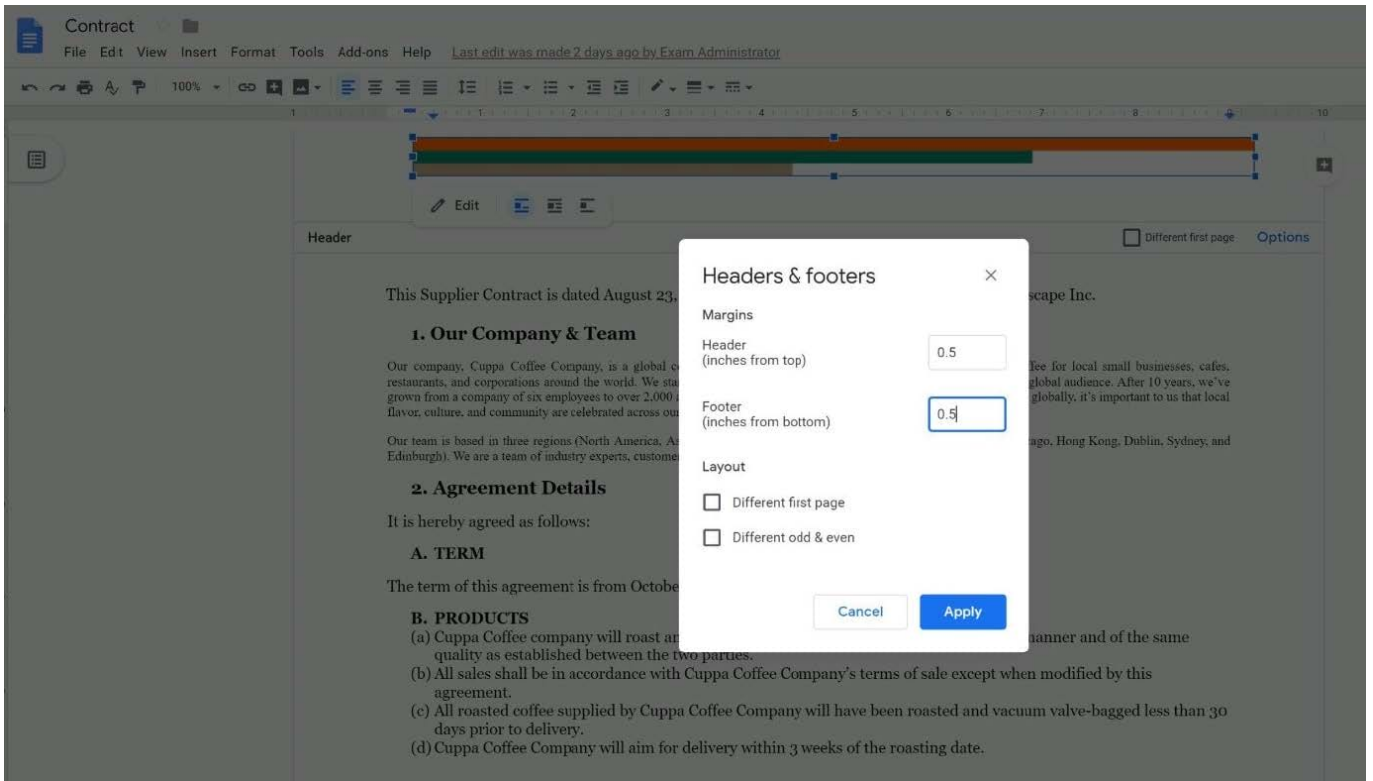 Contract
File Edit View Insert Format Tools Add-ons Help Last edit was made 2 days ago by Exam Administrator
100%
1 1 2 3 4 5 6 7 8 9 10
Edit
Header
Different first page Options
Headers & footers
Margins
Header
(inches from top)
0.5
Footer
(inches from bottom)
0.5
Layout
Different first page
Different odd & even
Cancel Apply
This Supplier Contract is dated August 23, scape Inc.
1. Our Company & Team
Our company, Cuppa Coffee Company, is a global fee for local small businesses, cafes,
restaurants, and corporations around the world. We global audience. After 10 years, we've
grown from a company of six employees to over 2,000 globally, it's important to us that local
flavor, culture, and community are celebrated across
Our team is based in three regions (North America, ago, Hong Kong, Dublin, Sydney, and
Edinburgh). We are a team of industry experts,
2. Agreement Details
It is hereby agreed as follows:
A. TERM
The term of this agreement is from Octobe
B. PRODUCTS
(a) Cuppa Coffee company will roast manner and of the same
quality as established between the two parties.
(b) All sales shall be in accordance with Cuppa Coffee Company's terms of sale except when modified by this
agreement.
(c) All roasted coffee supplied by Cuppa Coffee Company will have been roasted and vacuum valve-bagged less than 30
days prior to delivery.
(d) Cuppa Coffee Company will aim for delivery within 3 weeks of the roasting date.